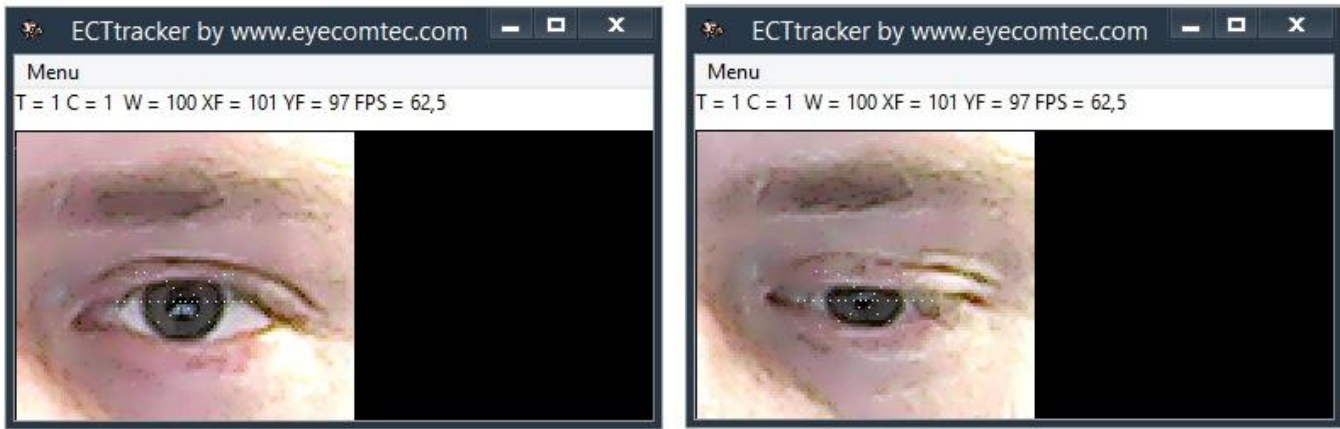 ECTtracker by www.eyecomtec.com
Menu
T = 1 C = 1 W = 100 XF = 101 YF = 97 FPS = 62,5
ECTtracker by www.eyecomtec.com
Menu
T = 1 C = 1 W = 100 XF = 101 YF = 97 FPS = 62,5